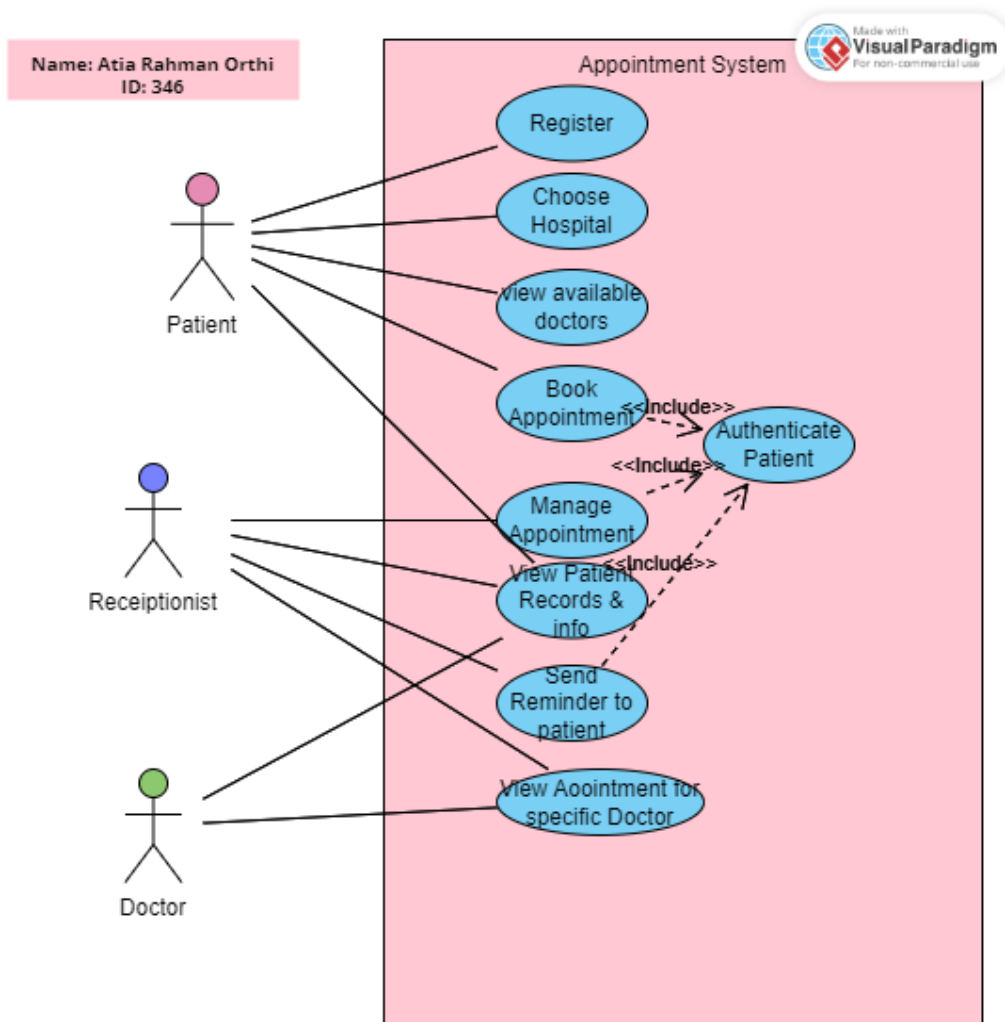 Made with
VisualParadigm
For non-commercial use
Name: Atia Rahman Orthi
ID: 346
Appointment System
Register
Choose
Hospital
view available
doctors
Book
Appointment
<<Include>>
Authenticate
Patient
<<Include>>
Manage
Appointment
<<Include>>
View Patient
Records &
info
Send
Reminder to
patient
View Aoointment for
specific Doctor
Patient
Receiptionist
Doctor